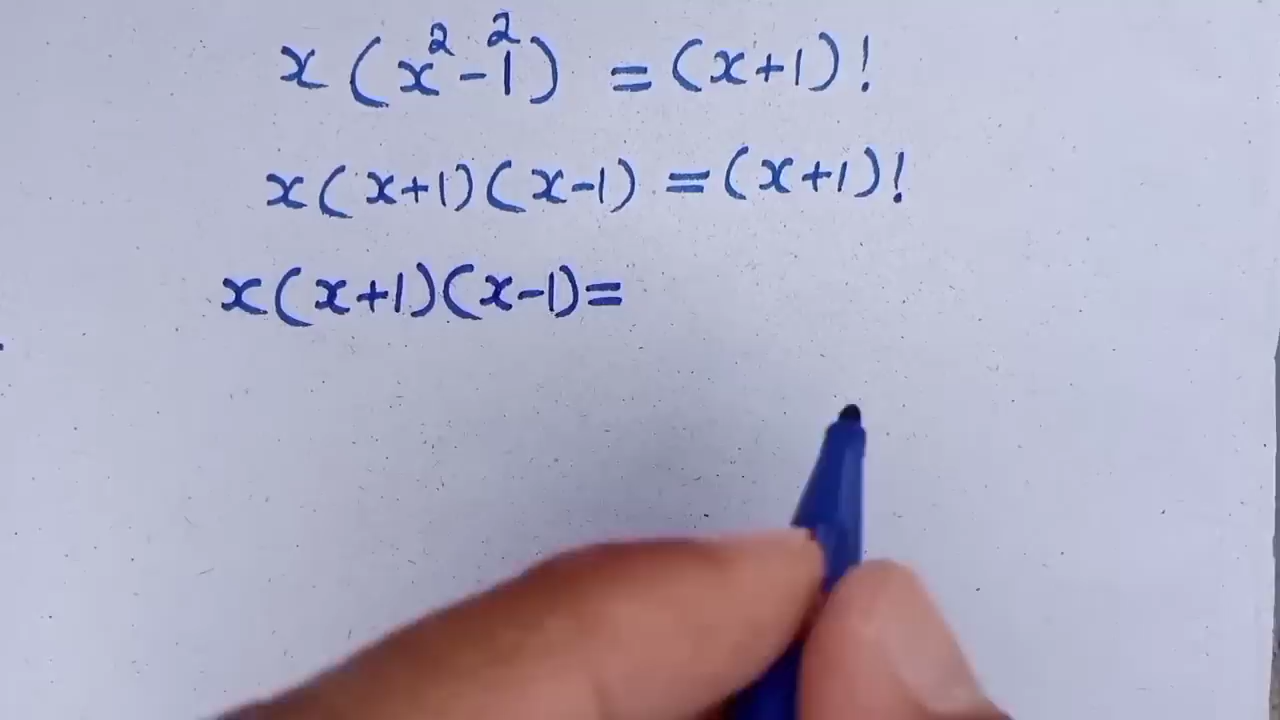 x(x²-1²) = (x+1)!
x(x+1)(x-1) = (x+1)!
x(x+1)(x-1)=